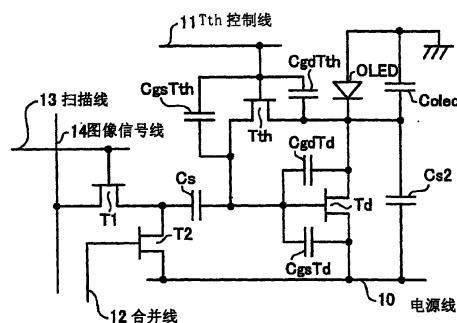 11 Tth 控制线
CgdTth
OLED
CgsTth
Coled
13 扫描线
14 图像信号线
Tth
CgdTd
Cs
Cs2
T1
Td
T2
CgsTd
电源线
10
12 合并线